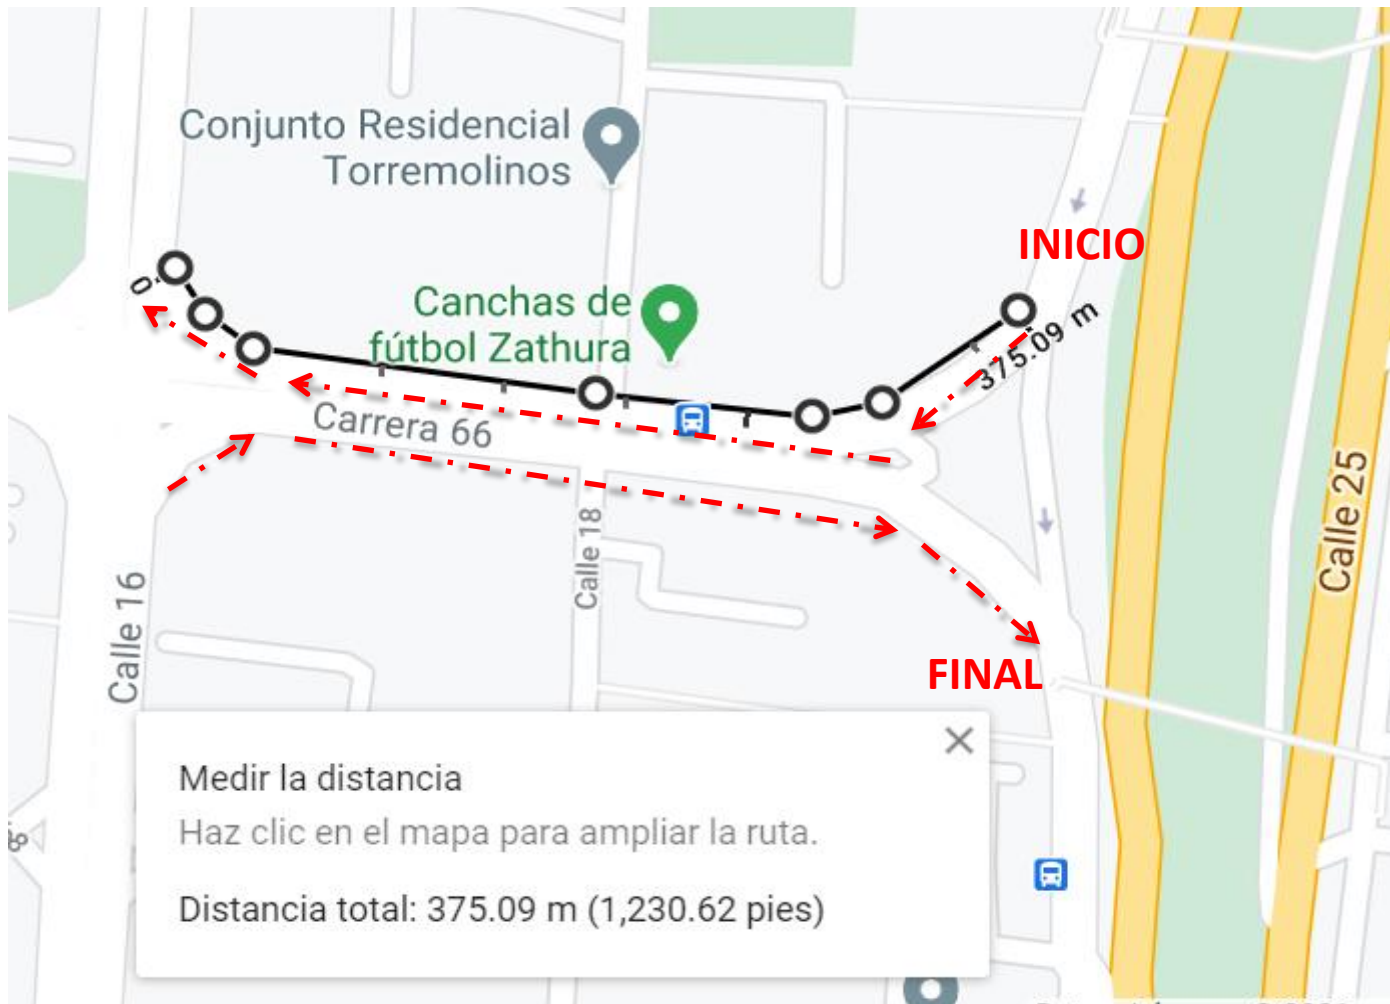 Conjunto Residencial
Torremolinos
INICIO
0
Canchas de
fútbol Zathura
375.09 m
Carrera 66
Calle 25
Calle 18
Calle 16
FINAL
Medir la distancia
Haz clic en el mapa para ampliar la ruta.
Distancia total: 375.09 m (1,230.62 pies)